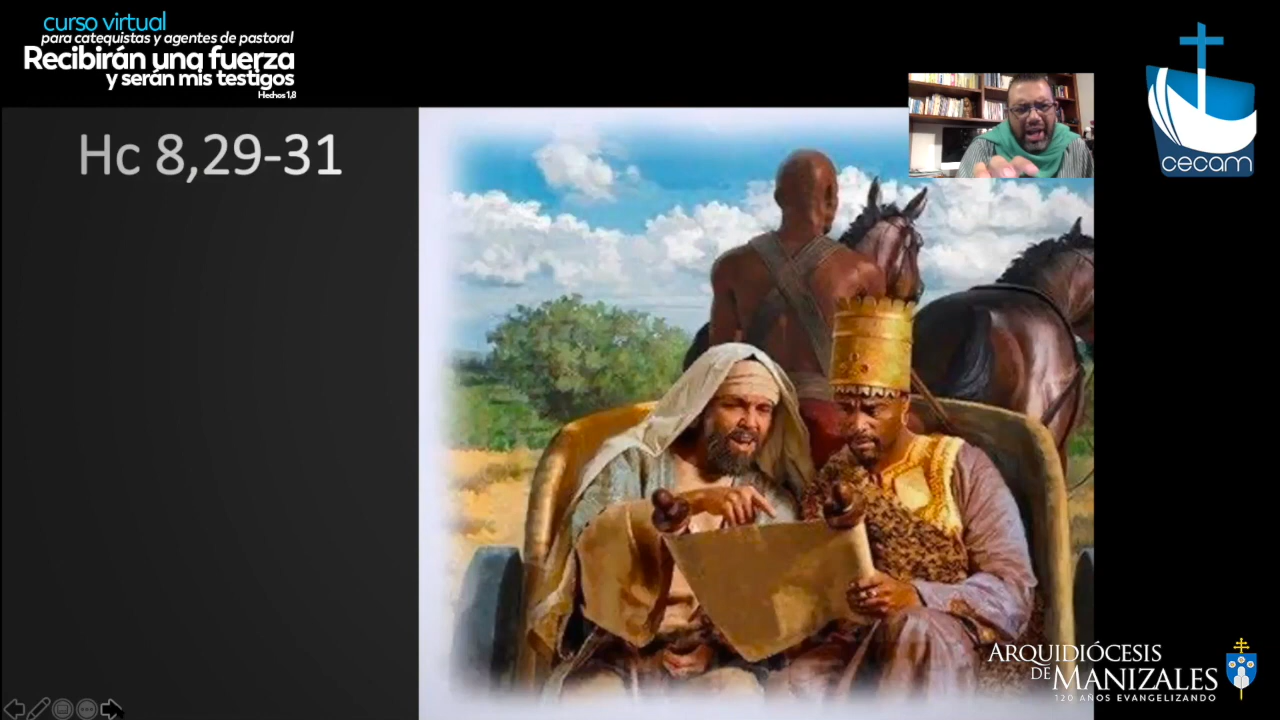 curso virtual
para catequistas y agentes de pastoral
Recibirán una fuerza
y serán mis testigos
Hechos 1,8
Hc 8,29-31
cecam
ARQUIDIÓCESIS
DE MANIZALES
120 AÑOS EVANGELIZANDO